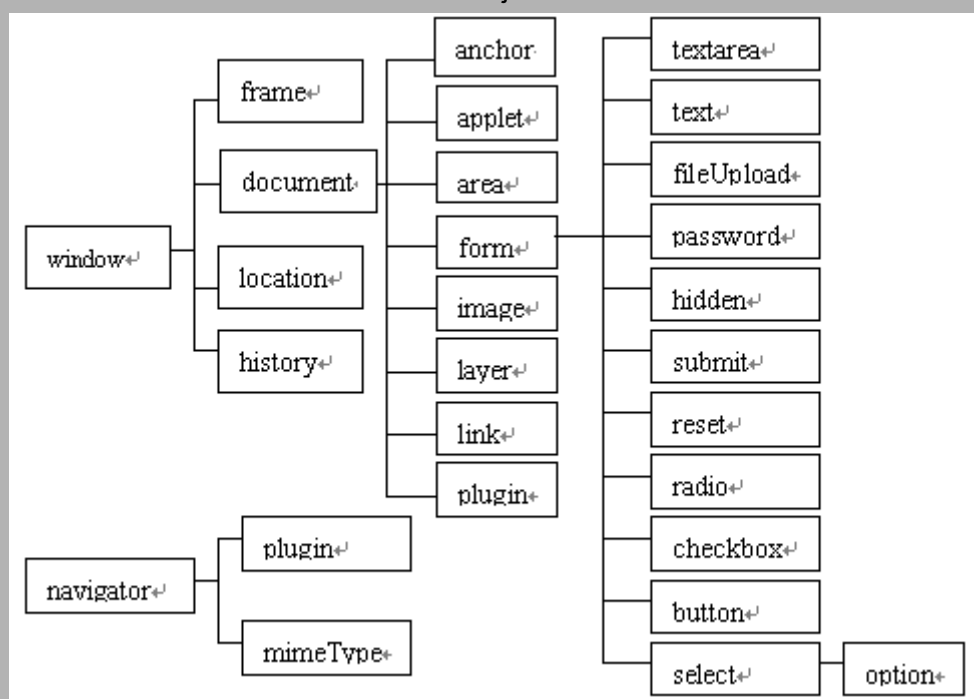 window
frame
document
location
history
anchor
applet
area
form
image
layer
link
plugin
textarea
text
fileUpload
password
hidden
submit
reset
radio
checkbox
button
select
option
navigator
plugin
mimeType